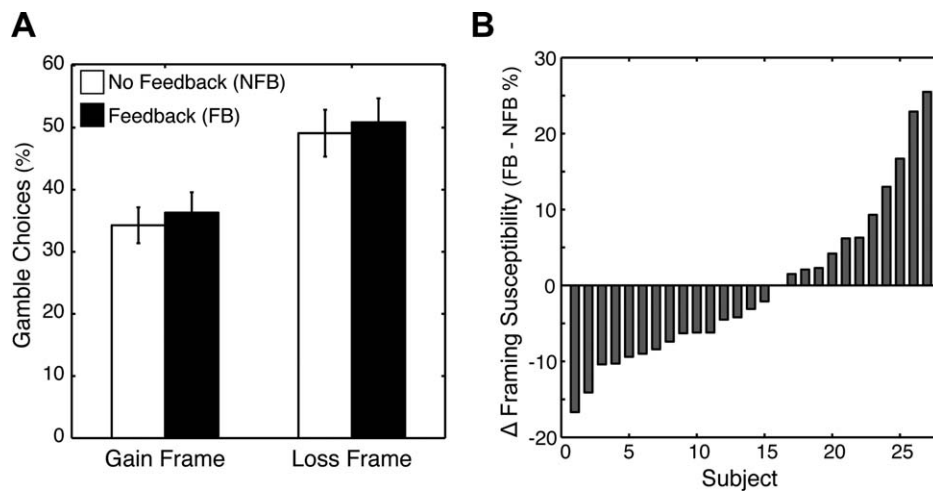 A
60
50
40
30
20
10
0
Gamble Choices (%)
No Feedback (NFB)
Feedback (FB)
Gain Frame
Loss Frame
B
30
20
10
0
-10
-20
Δ Framing Susceptibility (FB - NFB %)
0
5
10
15
20
25
Subject